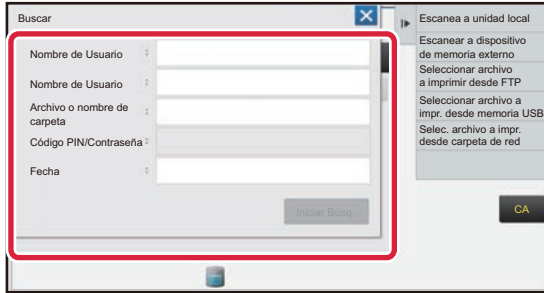 Buscar
Nombre de Usuario :
Nombre de Usuario :
Archivo o nombre de
carpeta :
Código PIN/Contraseña :
Fecha :
Iniciar Búsq.
Escanea a unidad local
Escanear a dispositivo
de memoria externo
Seleccionar archivo
a imprimir desde FTP
Seleccionar archivo a
impr. desde memoria USB
Selec. archivo a impr.
desde carpeta de red
CA